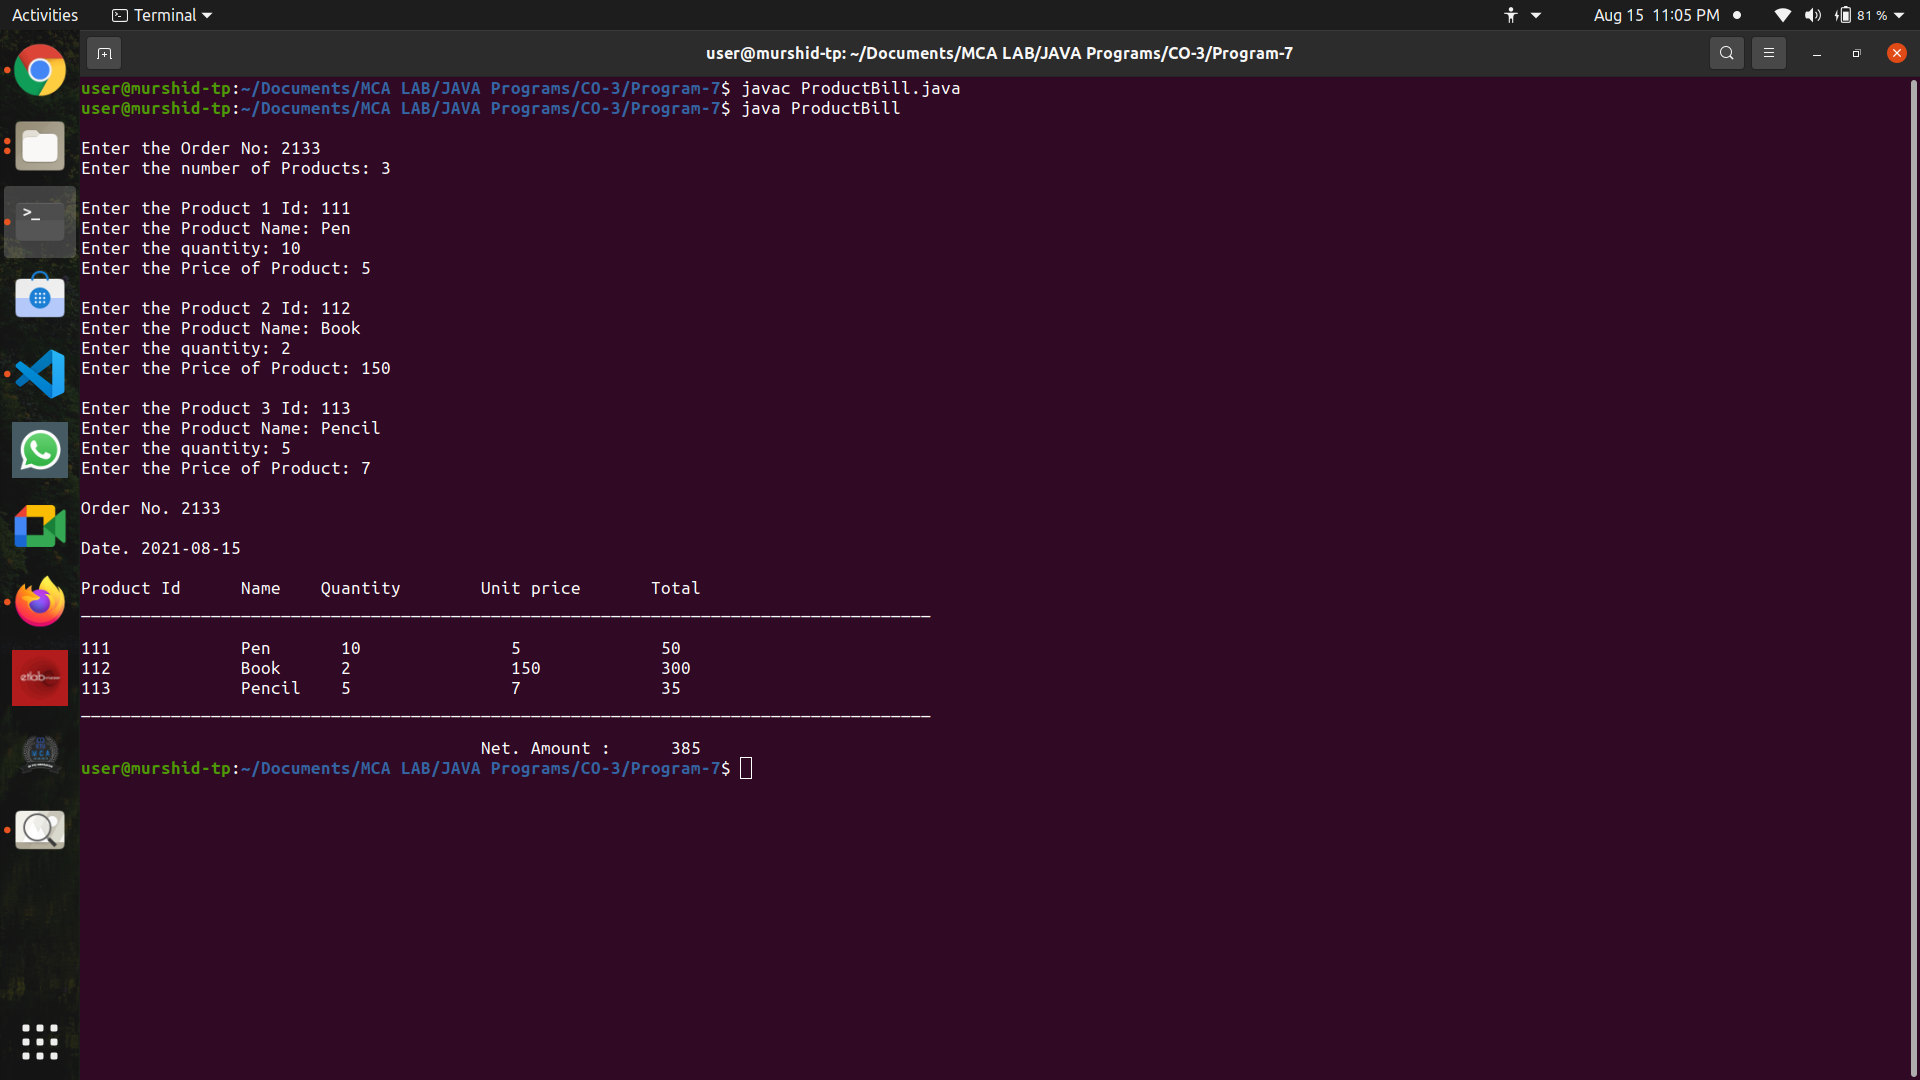 Activities Terminal Aug 15 11:05 PM 81 %
user@murshid-tp: ~/Documents/MCA LAB/JAVA Programs/CO-3/Program-7
user@murshid-tp:~/Documents/MCA LAB/JAVA Programs/CO-3/Program-7$ javac ProductBill.java
user@murshid-tp:~/Documents/MCA LAB/JAVA Programs/CO-3/Program-7$ java ProductBill
Enter the Order No: 2133
Enter the number of Products: 3
Enter the Product 1 Id: 111
Enter the Product Name: Pen
Enter the quantity: 10
Enter the Price of Product: 5
Enter the Product 2 Id: 112
Enter the Product Name: Book
Enter the quantity: 2
Enter the Price of Product: 150
Enter the Product 3 Id: 113
Enter the Product Name: Pencil
Enter the quantity: 5
Enter the Price of Product: 7
Order No. 2133
Date. 2021-08-15
Product Id Name Quantity Unit price Total
111 Pen 10 5 50
112 Book 2 150 300
113 Pencil 5 7 35
Net. Amount : 385
user@murshid-tp:~/Documents/MCA LAB/JAVA Programs/CO-3/Program-7$